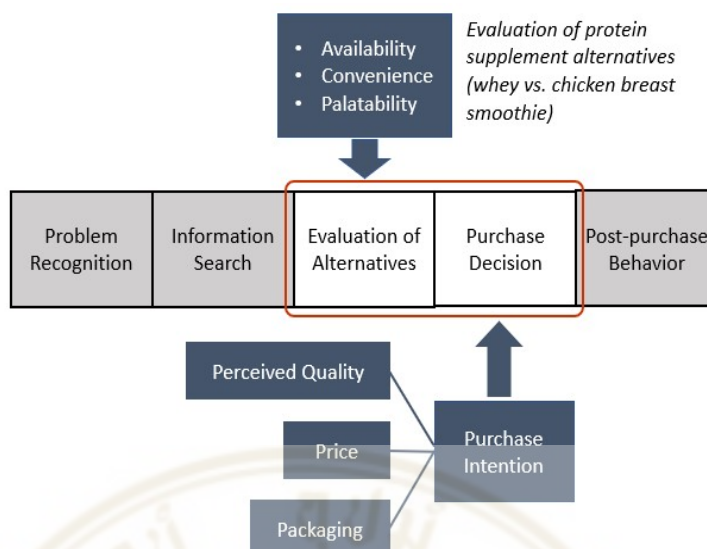 • Availability
• Convenience
• Palatability
Evaluation of protein
supplement alternatives
(whey vs. chicken breast
smoothie)
Problem
Recognition
Information
Search
Evaluation of
Alternatives
Purchase
Decision
Post-purchase
Behavior
Perceived Quality
Price
Packaging
Purchase
Intention